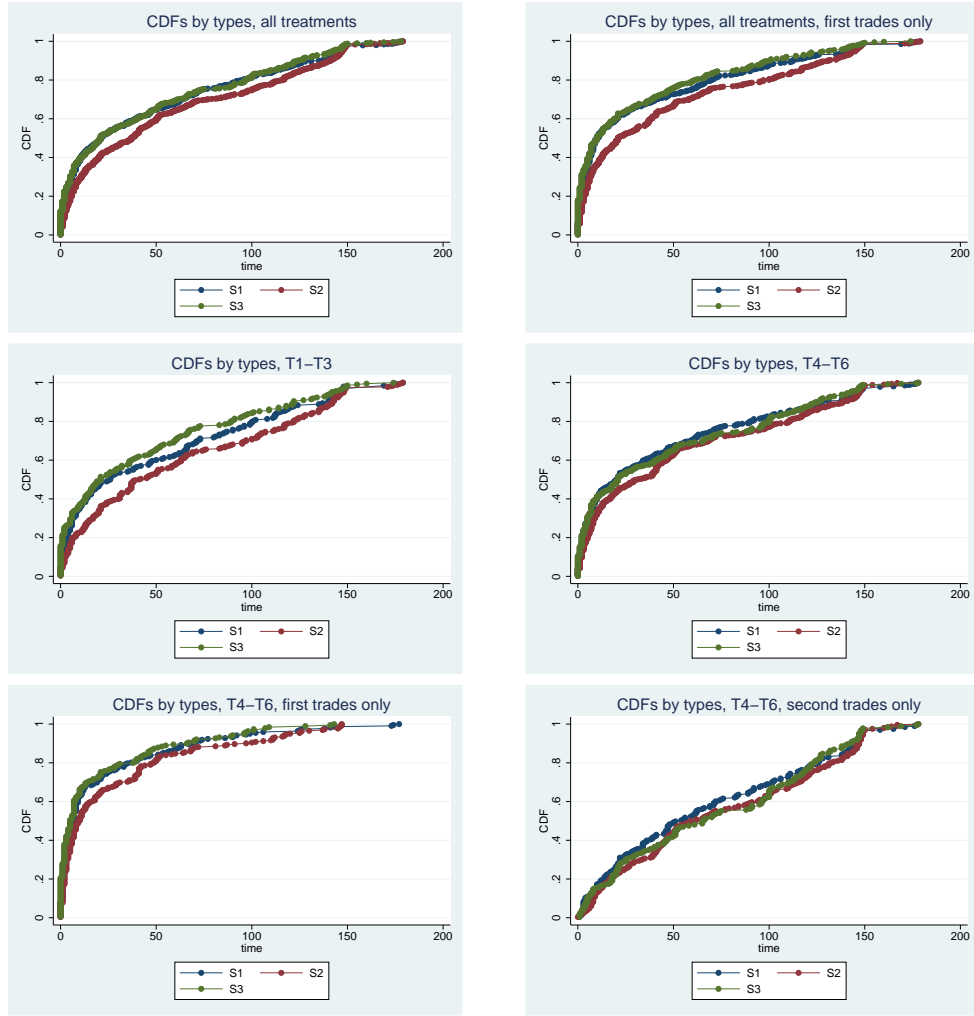 CDFs by types, all treatments
CDF
0 .2 .4 .6 .8 1
0 50 100 150 200
time
S1 S2
S3
CDFs by types, all treatments, first trades only
CDF
0 .2 .4 .6 .8 1
0 50 100 150 200
time
S1 S2
S3
CDFs by types, T1−T3
CDF
0 .2 .4 .6 .8 1
0 50 100 150 200
time
S1 S2
S3
CDFs by types, T4−T6
CDF
0 .2 .4 .6 .8 1
0 50 100 150 200
time
S1 S2
S3
CDFs by types, T4−T6, first trades only
CDF
0 .2 .4 .6 .8 1
0 50 100 150 200
time
S1 S2
S3
CDFs by types, T4−T6, second trades only
CDF
0 .2 .4 .6 .8 1
0 50 100 150 200
time
S1 S2
S3